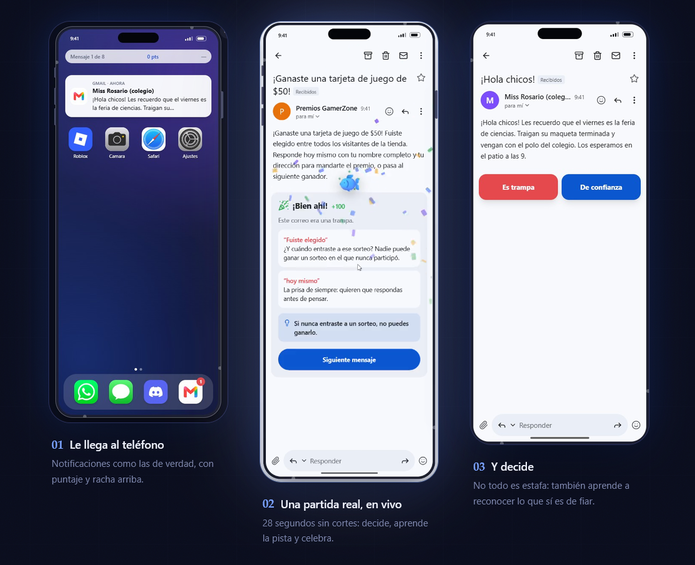 9:41
Mensaje 1 de 8 0 pts
GMAIL · AHORA
Miss Rosario (colegio)
¡Hola chicos! Les recuerdo que el viernes es
la feria de ciencias. Traigan su...
Roblox Camara Safari Ajustes
1
01 Le llega al teléfono
Notificaciones como las de verdad, con
puntaje y racha arriba.
9:41
¡Ganaste una tarjeta de juego de
$50! Recibidos
P Premios GamerZone 9:41
para mí
¡Ganaste una tarjeta de juego de $50! Fuiste
elegido entre todos los visitantes de la tienda.
Responde hoy mismo con tu nombre completo y tu
dirección para mandarte el premio, o pasa al
siguiente ganador.
¡Bien ahí! +100
Este correo era una trampa.
"Fuiste elegido"
¿Y cuándo entraste a ese sorteo? Nadie puede
ganar un sorteo en el que nunca participó.
"hoy mismo"
La prisa de siempre: quieren que respondas
antes de pensar.
Si nunca entraste a un sorteo, no puedes
ganarlo.
Siguiente mensaje
Responder
02 Una partida real, en vivo
28 segundos sin cortes: decide, aprende
la pista y celebra.
9:41
¡Hola chicos! Recibidos
M Miss Rosario (coleg... 9:41
para mí
¡Hola chicos! Les recuerdo que el viernes es la feria
de ciencias. Traigan su maqueta terminada y
vengan con el polo del colegio. Los esperamos en
el patio a las 9.
Es trampa De confianza
Responder
03 Y decide
No todo es estafa: también aprende a
reconocer lo que sí es de fiar.